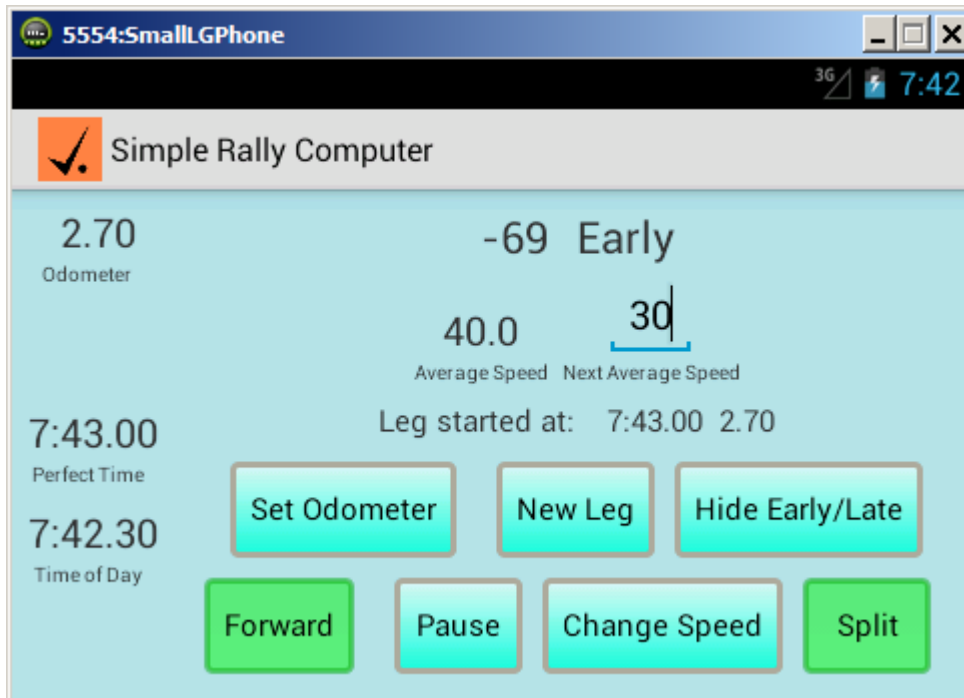 5554:SmallLGPhone
3G 7:42
Simple Rally Computer
2.70 -69 Early
Odometer
40.0 30
Average Speed Next Average Speed
Leg started at: 7:43.00 2.70
7:43.00
Perfect Time
Set Odometer New Leg Hide Early/Late
7:42.30
Time of Day
Forward Pause Change Speed Split